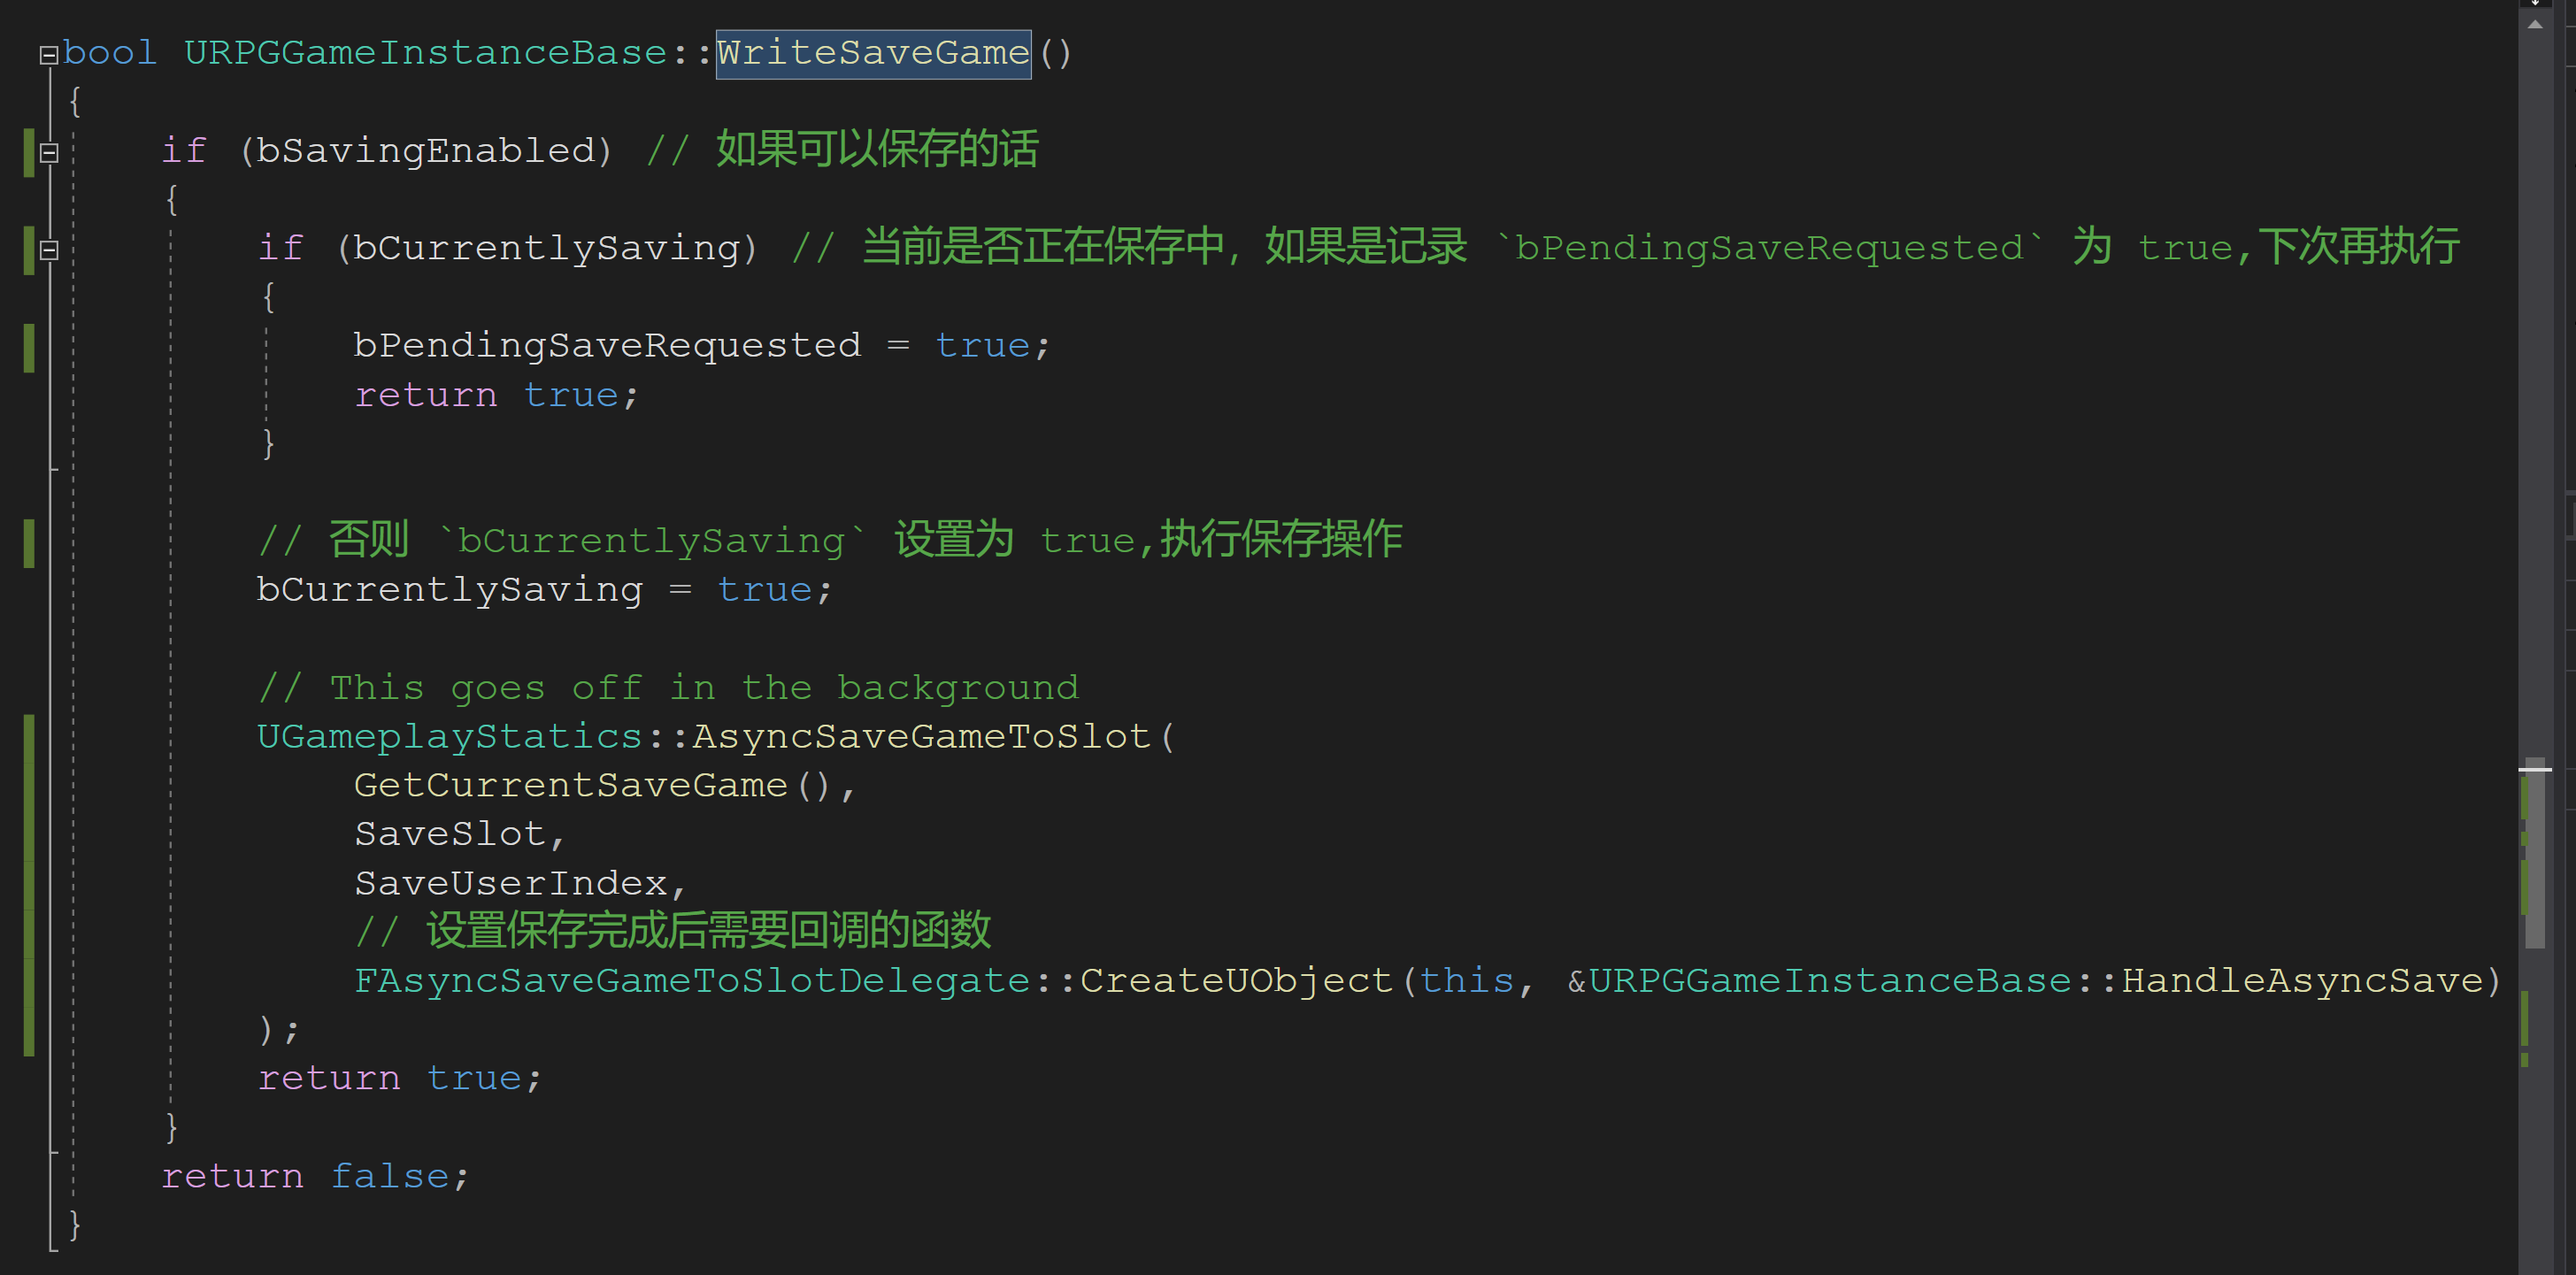 bool URPGGameInstanceBase::WriteSaveGame()
{
if (bSavingEnabled) // 如果可以保存的话
{
if (bCurrentlySaving) // 当前是否正在保存中，如果是记录 `bPendingSaveRequested` 为 true,下次再执行
{
bPendingSaveRequested = true;
return true;
}
// 否则 `bCurrentlySaving` 设置为 true,执行保存操作
bCurrentlySaving = true;
// This goes off in the background
UGameplayStatics::AsyncSaveGameToSlot(
GetCurrentSaveGame(),
SaveSlot,
SaveUserIndex,
// 设置保存完成后需要回调的函数
FAsyncSaveGameToSlotDelegate::CreateUObject(this, &URPGGameInstanceBase::HandleAsyncSave)
);
return true;
}
return false;
}